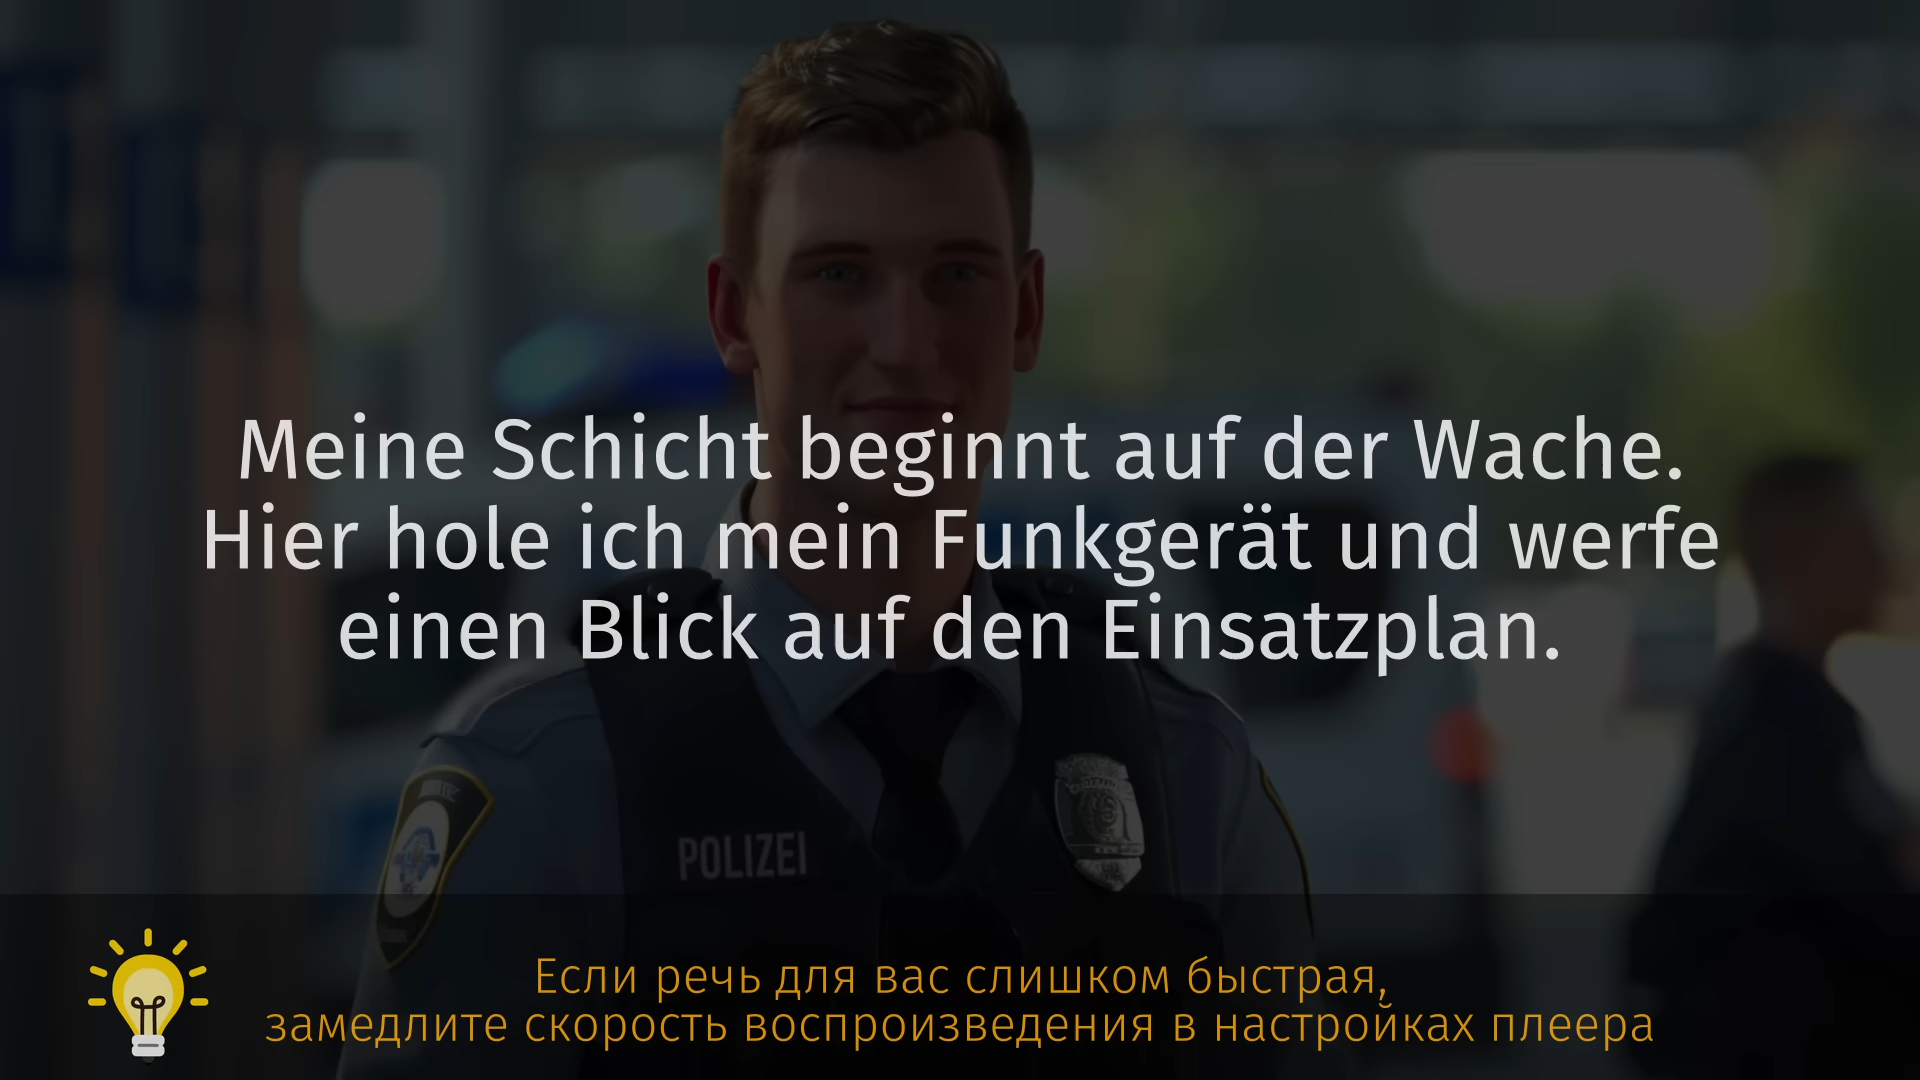 Meine Schicht beginnt auf der Wache.
Hier hole ich mein Funkgerät und werfe
einen Blick auf den Einsatzplan.
POLIZEI
Если речь для вас слишком быстрая,
замедлите скорость воспроизведения в настройках плеера